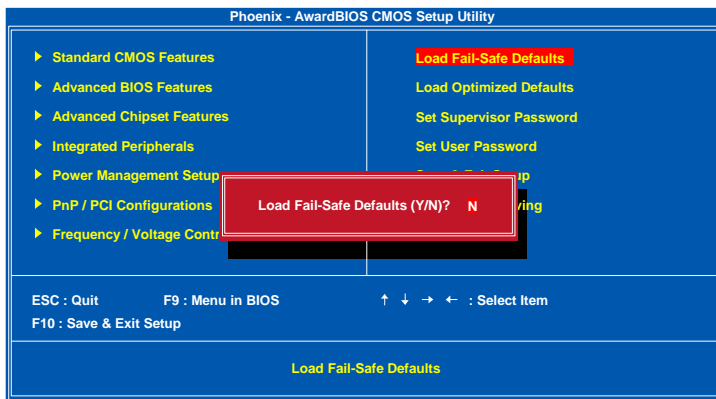 Phoenix - AwardBIOS CMOS Setup Utility
Standard CMOS Features
Advanced BIOS Features
Advanced Chipset Features
Integrated Peripherals
Power Management Setup
PnP / PCI Configurations
Frequency / Voltage
Load Fail-Safe Defaults
Load Optimized Defaults
Set Supervisor Password
Set User Password
Load Fail-Safe Defaults (Y/N)? N
ESC : Quit F9 : Menu in BIOS ↑ ↓ → ← : Select Item
F10 : Save & Exit Setup
Load Fail-Safe Defaults